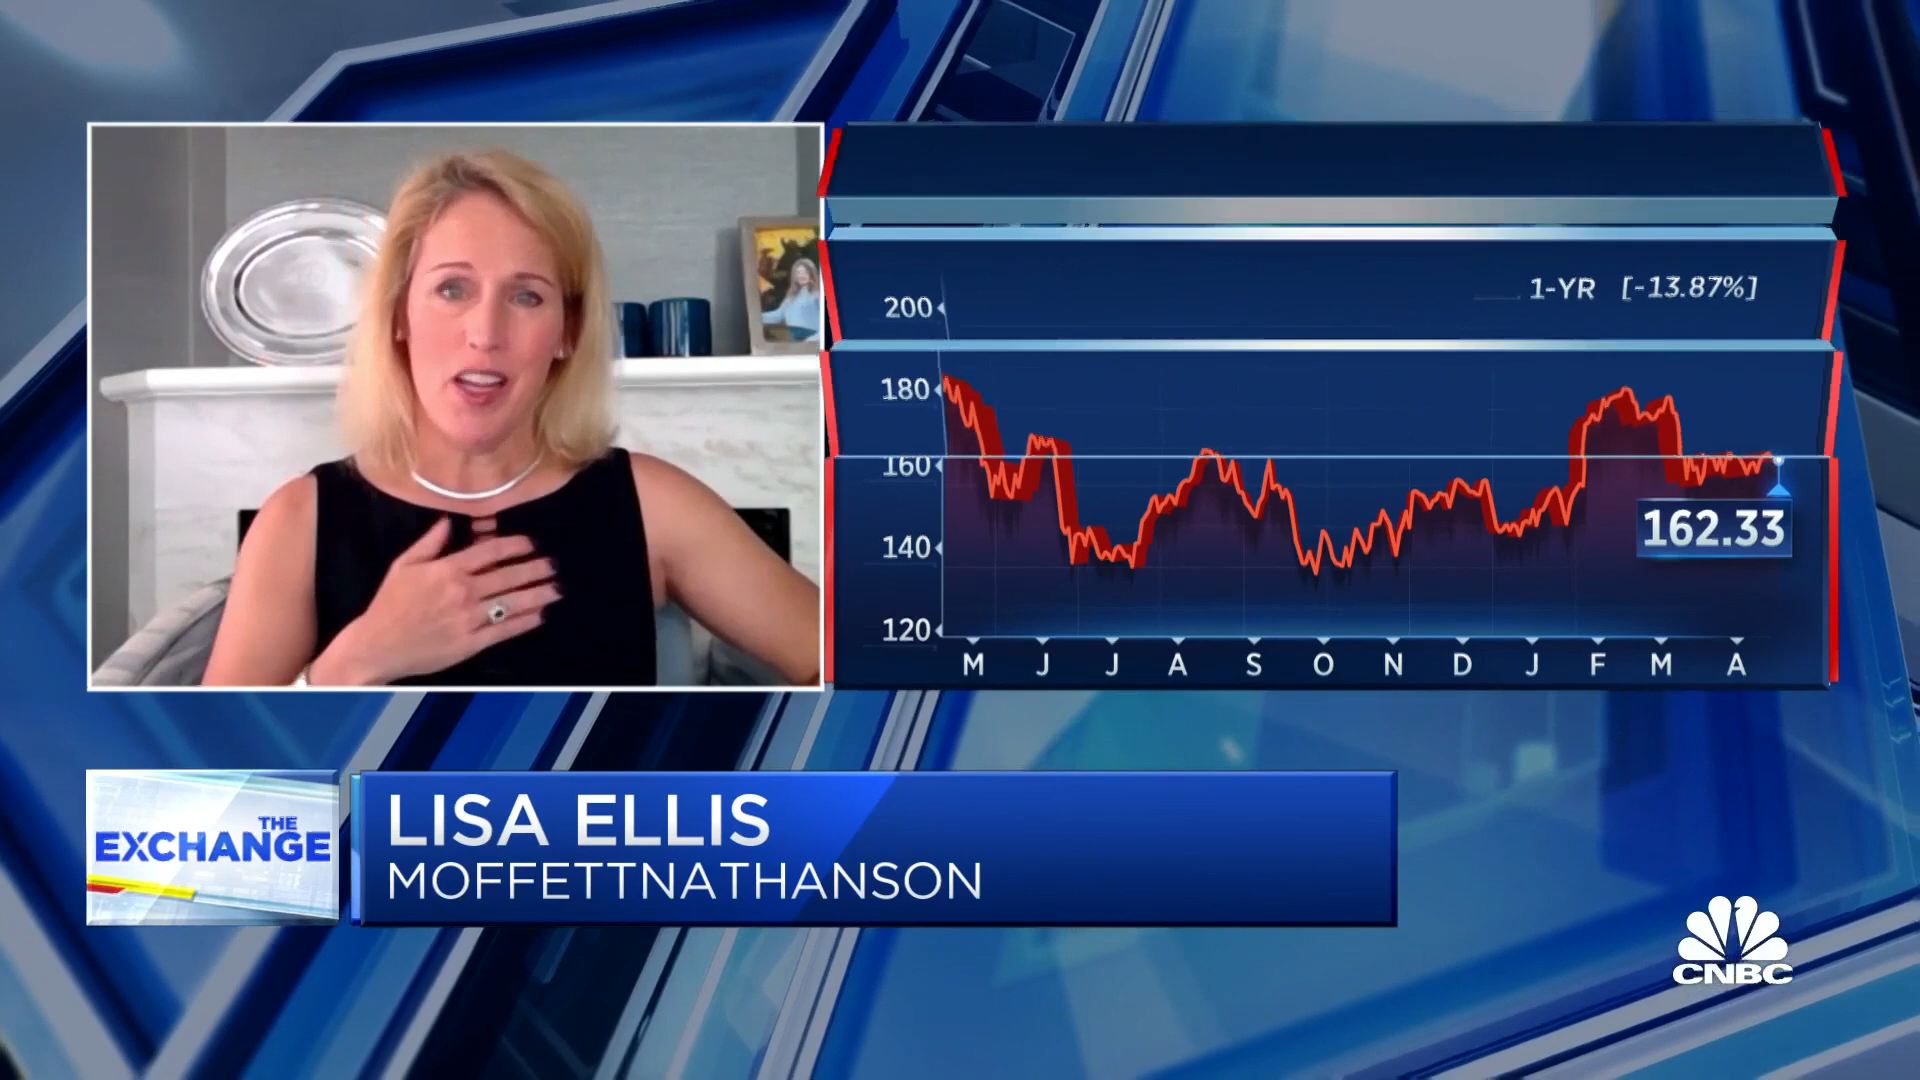 1-YR [-13.87%]
200
180
160
140
120
162.33
M J J A S O N D J F M A
THE
EXCHANGE
LISA ELLIS
MOFFETTNATHANSON
CNBC